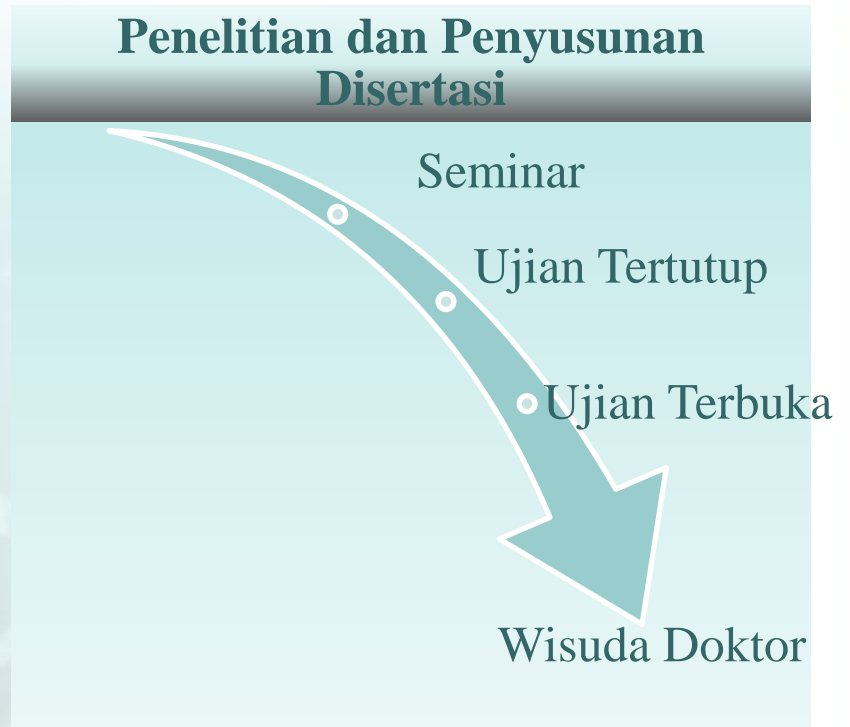 Penelitian dan Penyusunan
Disertasi
Seminar
Ujian Tertutup
Ujian Terbuka
Wisuda Doktor